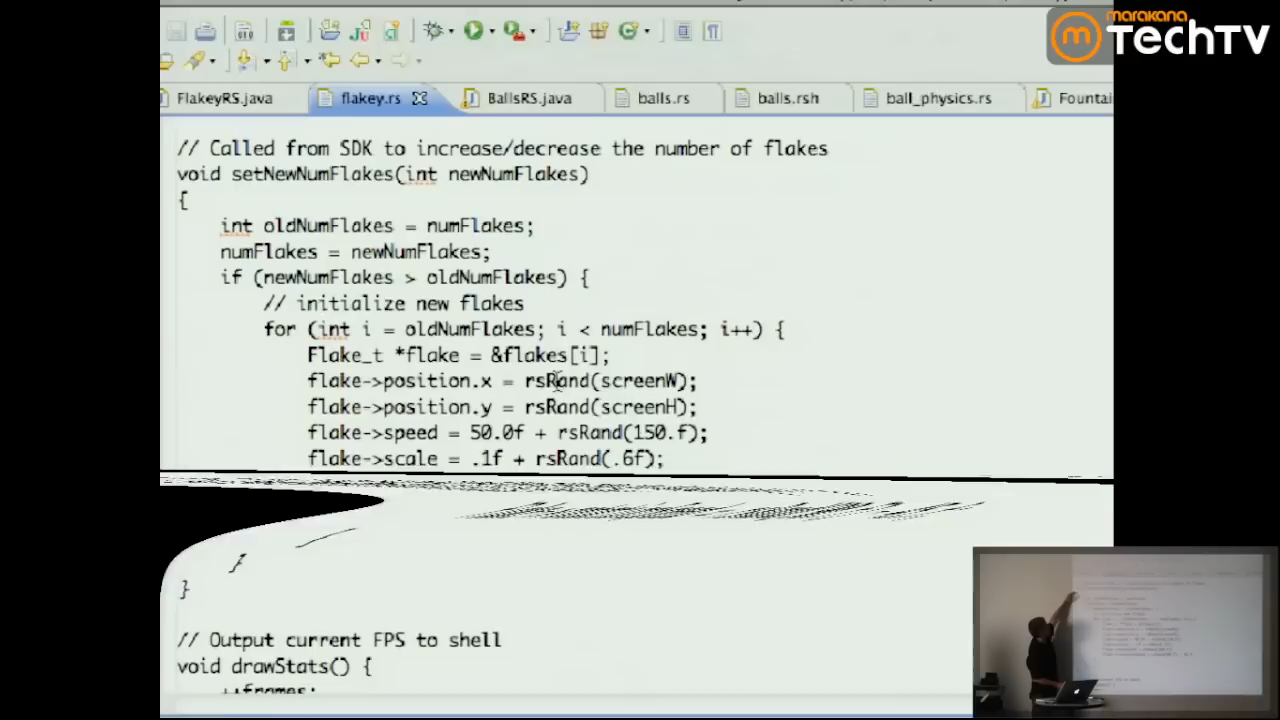 marakana
TechTV
FlakeyRS.java
flakey.rs
BallsRS.java
balls.rs
balls.rsh
ball_physics.rs
Fountai
// Called from SDK to increase/decrease the number of flakes
void setNewNumFlakes(int newNumFlakes)
{
int oldNumFlakes = numFlakes;
numFlakes = newNumFlakes;
if (newNumFlakes > oldNumFlakes) {
// initialize new flakes
for (int i = oldNumFlakes; i < numFlakes; i++) {
Flake_t *flake = &flakes[i];
flake->position.x = rsRand(screenW);
flake->position.y = rsRand(screenH);
flake->speed = 50.0f + rsRand(150.f);
flake->scale = .1f + rsRand(.6f);
}
}
// Output current FPS to shell
void drawStats() {
++frames;